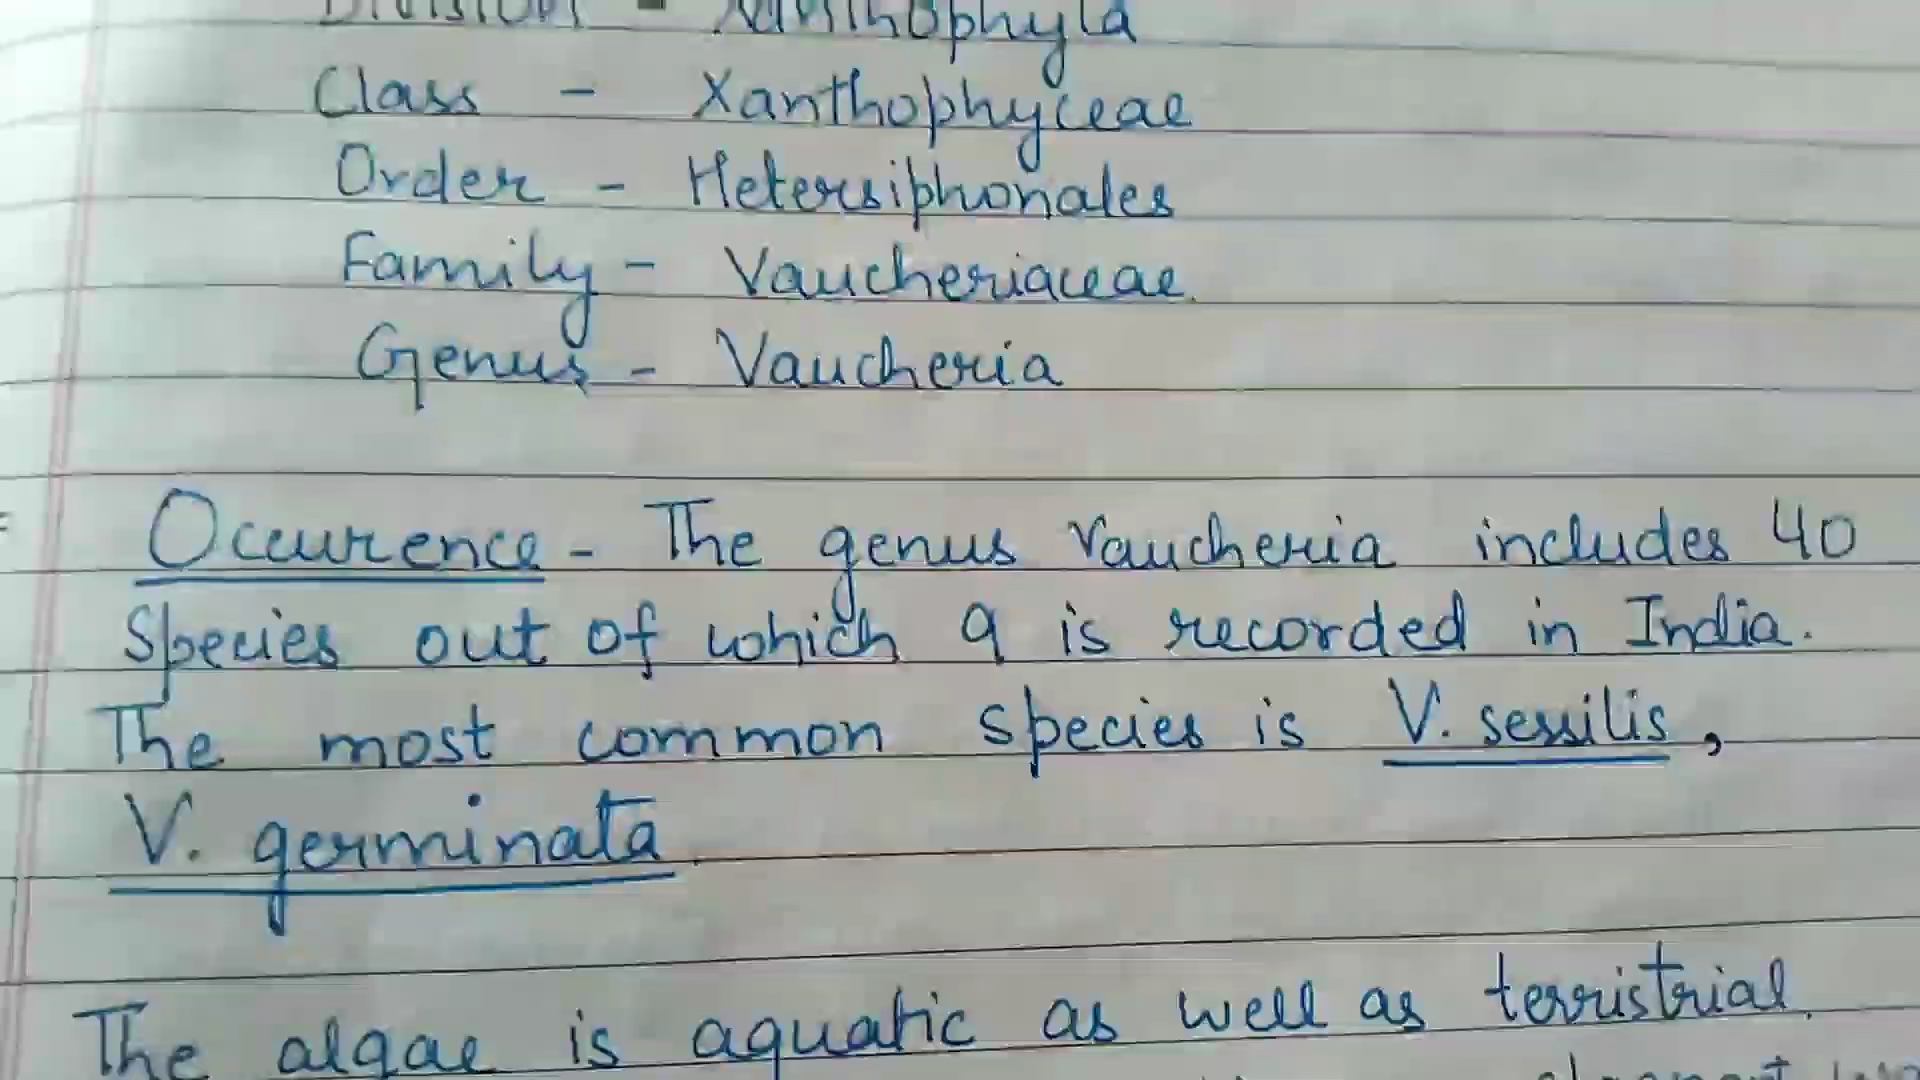 Division - Xanthophyla
Class - Xanthophyceae
Order - Hetersiphonales
Family - Vaucheriaceae.
Genus - Vaucheria
Occurence - The genus Vaucheria includes 40
Species out of which 9 is recorded in India.
The most common species is V. sessilis,
V. germinata
The algae is aquatic as well as terristrial.